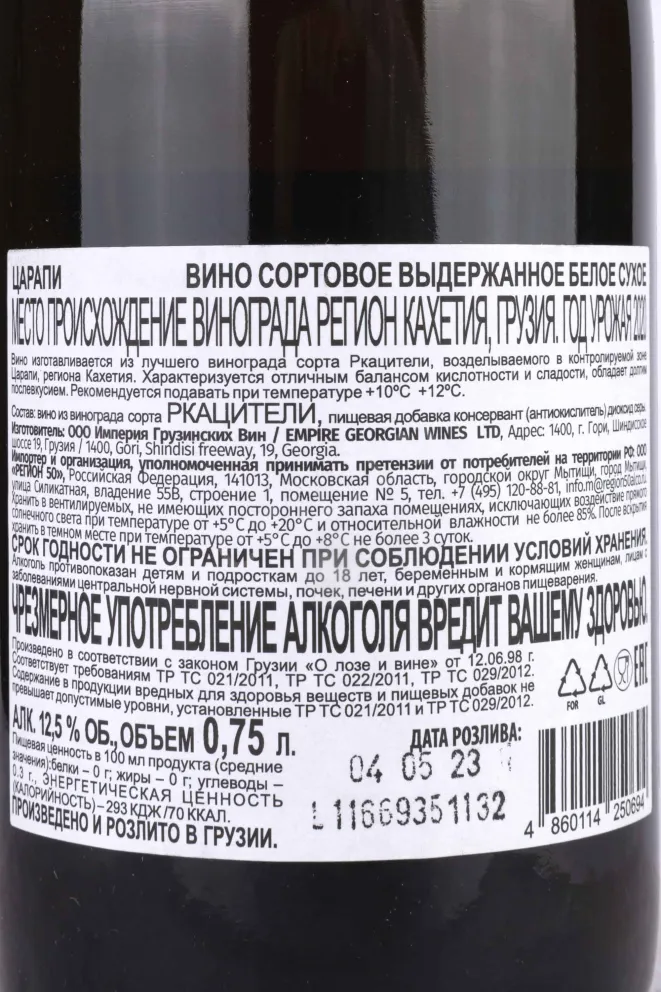 ЦАРАПИ ВИНО СОРТОВОЕ ВЫДЕРЖАННОЕ БЕЛОЕ СУХОЕ
МЕСТО ПРОИСХОЖДЕНИЕ ВИНОГРАДА РЕГИОН КАХЕТИЯ, ГРУЗИЯ. ГОД УРОЖАЯ 2020
Вино изготавливается из лучшего винограда сорта Ркацители, возделываемого в контролируемой зоне
Царапи, региона Кахетия. Характеризуется отличным балансом кислотности и сладости, обладает долгим
послевкусием. Рекомендуется подавать при температуре +10°С +12°С.
Состав: вино из винограда сорта РКАЦИТЕЛИ, пищевая добавка консервант (антиокислитель) диоксид серы.
Изготовитель: ООО Империя Грузинских Вин / EMPIRE GEORGIAN WINES LTD, Адрес: 1400, г. Гори, Шиндисское
шоссе 19, Грузия / 1400, Gori, Shindisi freeway, 19, Georgia.
Импортер и организация, уполномоченная принимать претензии от потребителей на территории РФ: ООО
«РЕГИОН 50», Российская Федерация, 141013, Московская область, городской округ Мытищи, город Мытищи,
улица Силикатная, владение 55В, строение 1, помещение № 5, тел. +7 (495) 120-88-81,
Хранить в вентилируемых, не имеющих постороннего запаха помещениях, исключающих воздействие прямого
солнечного света при температуре от +5°С до +20°С и относительной влажности не более 85%. После вскрытия
хранить в темном месте при температуре от +5°С до +8°С не более 3 суток.
СРОК ГОДНОСТИ НЕ ОГРАНИЧЕН ПРИ СОБЛЮДЕНИИ УСЛОВИЙ ХРАНЕНИЯ.
Алкоголь противопоказан детям и подросткам до 18 лет, беременным и кормящим женщинам, лицам с
заболеваниями центральной нервной системы, почек, печени и других органов пищеварения.
ЧРЕЗМЕРНОЕ УПОТРЕБЛЕНИЕ АЛКОГОЛЯ ВРЕДИТ ВАШЕМУ ЗДОРОВЬЮ.
Произведено в соответствии с законом Грузии «О лозе и вине» от 12.06.98 г.
Соответствует требованиям ТР ТС 021/2011, ТР ТС 022/2011, ТР ТС 029/2012.
Содержание в продукции вредных для здоровья веществ и пищевых добавок не
превышает допустимые уровни, установленные ТР ТС 021/2011 и ТР ТС 029/2012.
FOR GL EAC
АЛК. 12,5 % ОБ., ОБЪЕМ 0,75 л.
ДАТА РОЗЛИВА:
04 05 23
L11669351132
Пищевая ценность в 100 мл продукта (средние
значения): белки – 0 г; жиры – 0 г; углеводы –
0.3 г., ЭНЕРГЕТИЧЕСКАЯ ЦЕННОСТЬ
(КАЛОРИЙНОСТЬ) – 293 КДЖ /70 ККАЛ.
ПРОИЗВЕДЕНО И РОЗЛИТО В ГРУЗИИ.
4 860114 250694